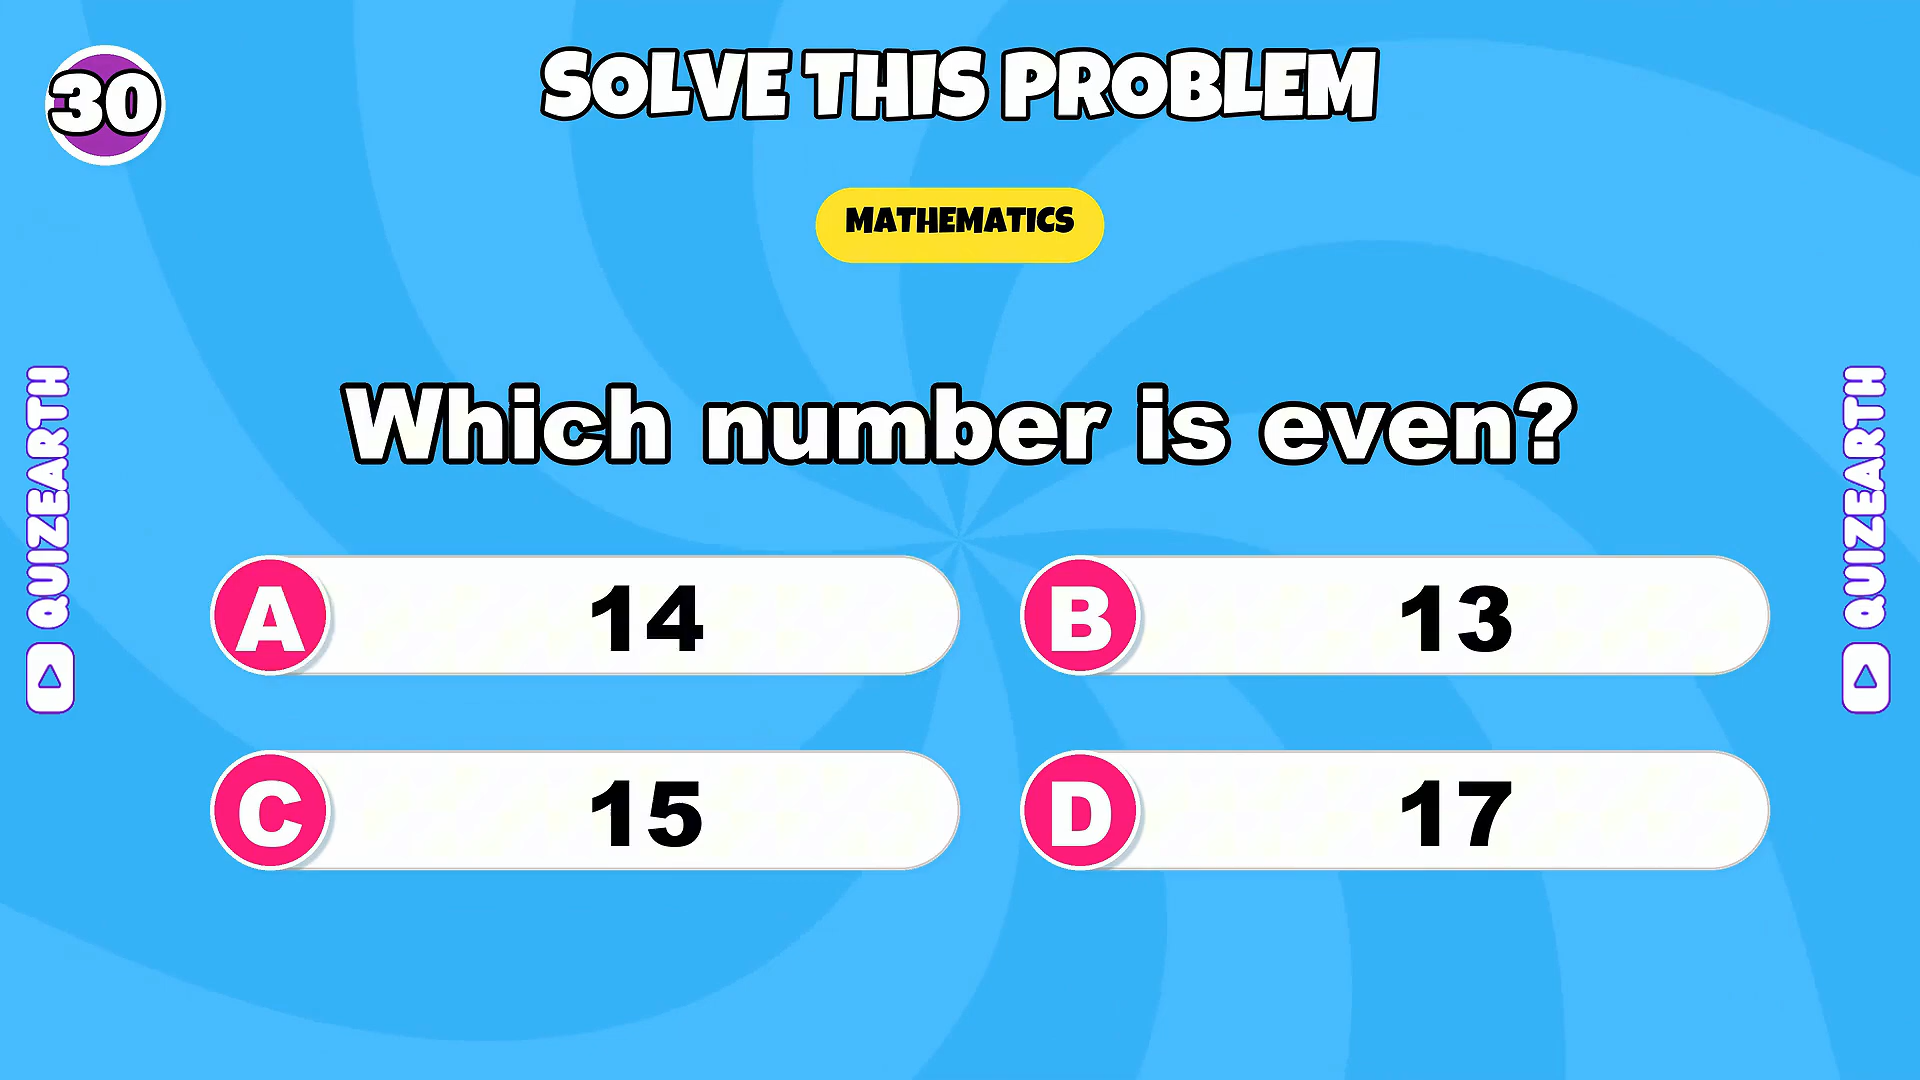 30
SOLVE THIS PROBLEM
MATHEMATICS
Which number is even?
A 14
B 13
C 15
D 17
QUIZEARTH
QUIZEARTH